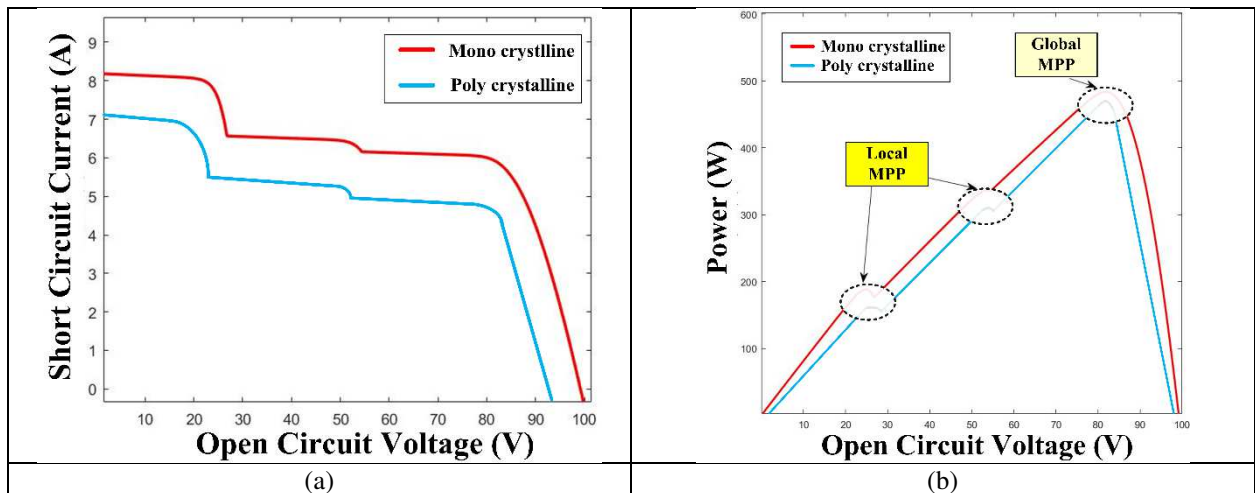 Short Circuit Current (A)
9
8
7
6
5
4
3
2
1
0
Mono crystlline
Poly crystalline
10 20 30 40 50 60 70 80 90 100
Open Circuit Voltage (V)
(a)
Power (W)
600
500
400
300
200
100
Mono crystalline
Poly crystalline
Global
MPP
Local
MPP
10 20 30 40 50 60 70 80 90 100
Open Circuit Voltage (V)
(b)